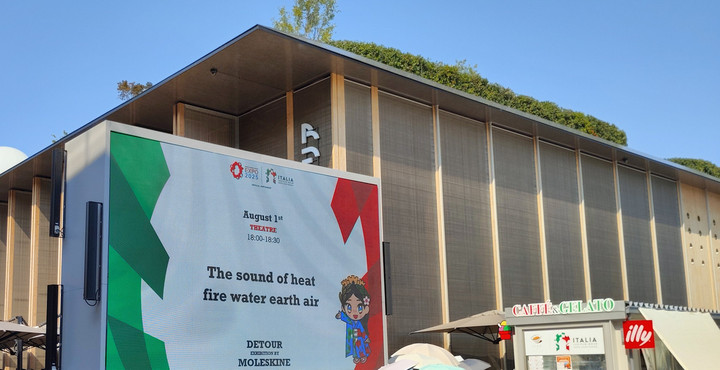 EXPO
2025
ITALIA
August 1st
THEATRE
18:00-18:30
The sound of heat
fire water earth air
DETOUR
EXHIBITION BY
MOLESKINE
CAFFÈ&GELATO
ITALIA
illy